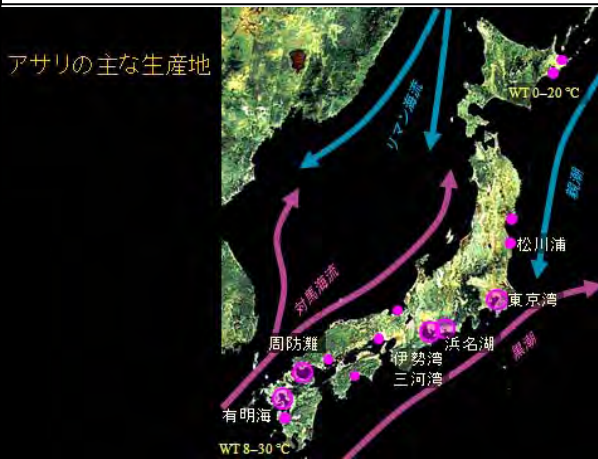 アサリの主な生産地
WT 0–20 ℃
リマン海流
親潮
松川浦
東京湾
対馬海流
黒潮
周防灘
伊勢湾
浜名湖
三河湾
有明海
WT 8–30 ℃